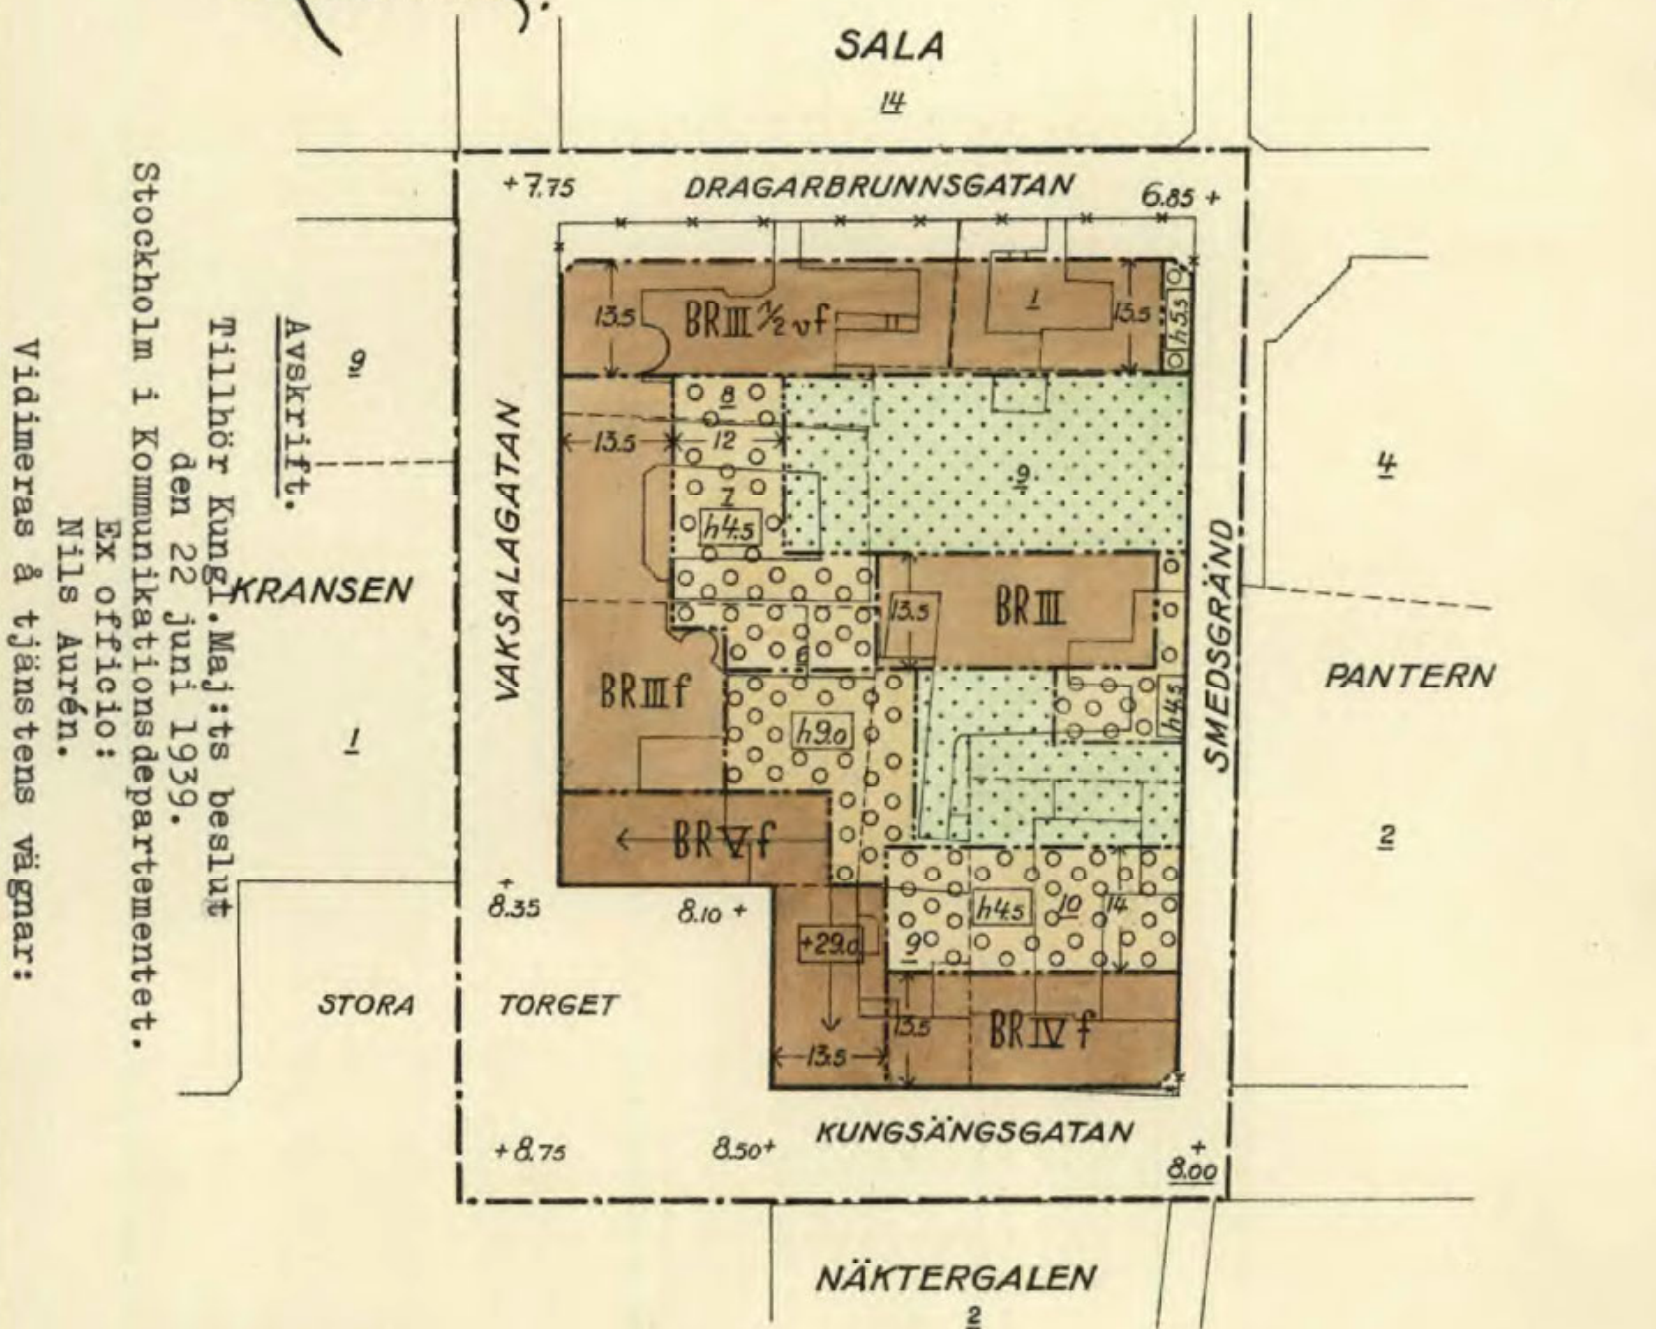 SALA
14
+7.75
DRAGARBRUNNSGATAN
6.85 +
13.5
BR III ½ v f
1
13.5
h5.5
8
13.5
12
9
7
h4.5
VAKSALAGATAN
13.5
BR III
BR III f
h9.0
h4.5
SMEDSGRÄND
BR V f
8.35
8.10 +
+29.0
h4.5
10
14
9
13.5
13.5
BR IV f
KRANSEN
9
1
STORA TORGET
PANTERN
4
2
+8.75
8.50+
KUNGSÄNGSGATAN
+
8.00
NÄKTERGALEN
2
Avskrift.
Tillhör Kungl.Maj:ts beslut
den 22 juni 1939.
Stockholm i Kommunikationsdepartementet.
Ex officio:
Nils Aurén.
Vidimeras å tjänstens vägnar: